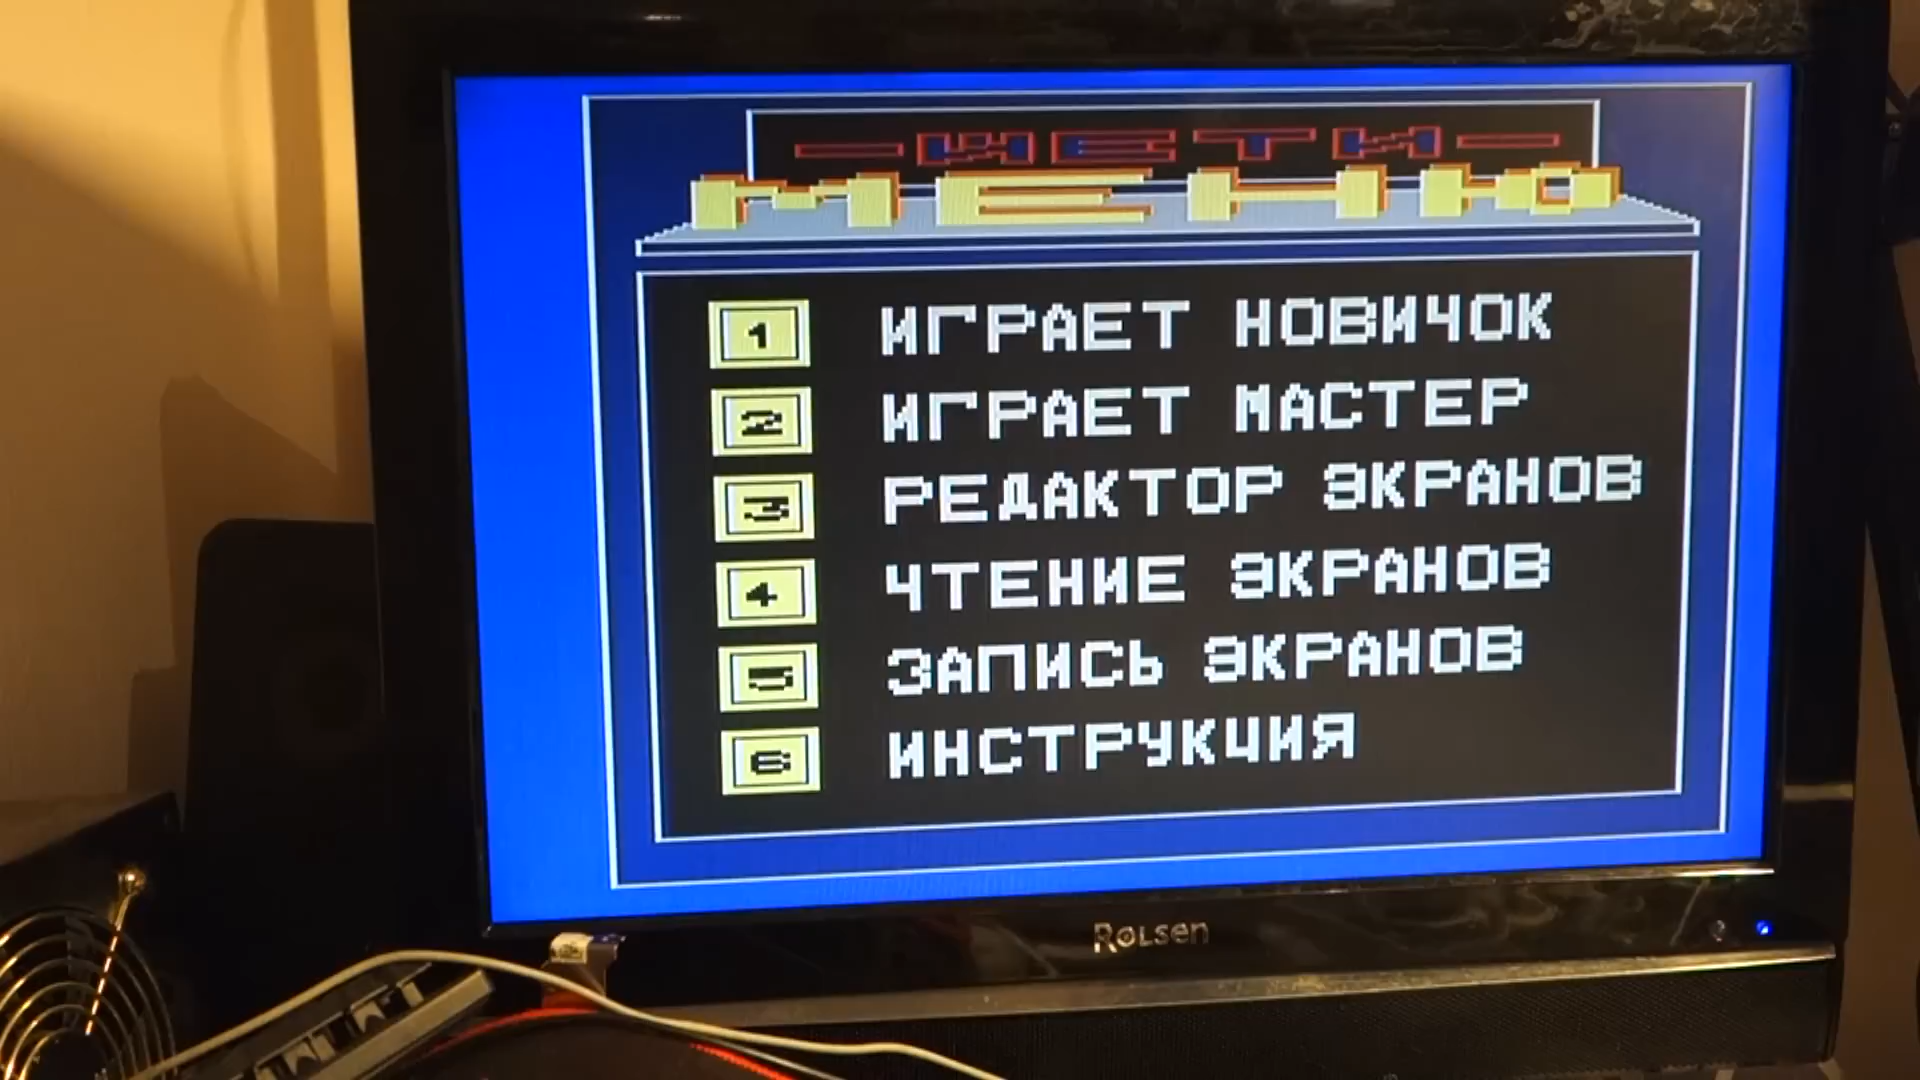 -ЙЕТИ-
МЕНЮ
1 ИГРАЕТ НОВИЧОК
2 ИГРАЕТ МАСТЕР
3 РЕДАКТОР ЭКРАНОВ
4 ЧТЕНИЕ ЭКРАНОВ
5 ЗАПИСЬ ЭКРАНОВ
6 ИНСТРУКЦИЯ
ROLSEN